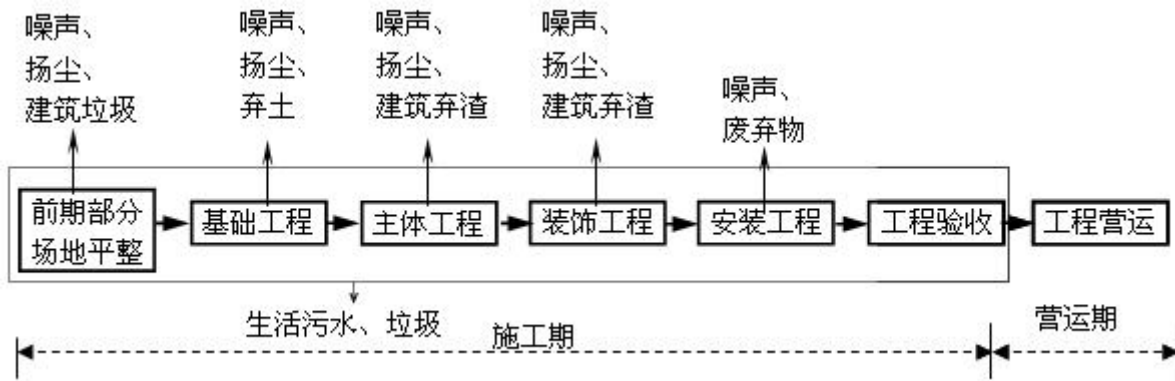 噪声、
扬尘、
建筑垃圾
噪声、
扬尘、
弃土
噪声、
扬尘、
建筑弃渣
噪声、
扬尘、
建筑弃渣
噪声、
废弃物
前期部分
场地平整
基础工程
主体工程
装饰工程
安装工程
工程验收
工程营运
生活污水、垃圾
施工期
营运期